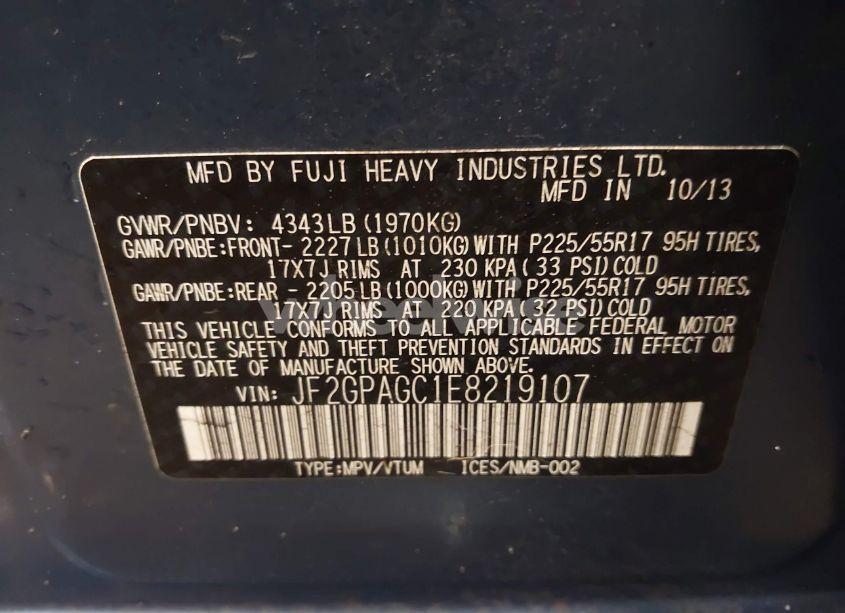 MFD BY FUJI HEAVY INDUSTRIES LTD.
MFD IN 10/13
GVWR/PNBV: 4343LB (1970KG)
GAWR/PNBE:FRONT- 2227 LB (1010KG) WITH P225/55R17 95H TIRES,
17X7J RIMS AT 230 KPA ( 33 PSI) COLD
GAWR/PNBE:REAR - 2205 LB (1000KG) WITH P225/55R17 95H TIRES,
17X7J RIMS AT 220 KPA ( 32 PSI) COLD
THIS VEHICLE CONFORMS TO ALL APPLICABLE FEDERAL MOTOR
VEHICLE SAFETY AND THEFT PREVENTION STANDARDS IN EFFECT ON
THE DATE OF MANUFACTURE SHOWN ABOVE.
VIN: JF2GPAGC1E8219107
TYPE:MPV/VTUM ICES/NMB-002